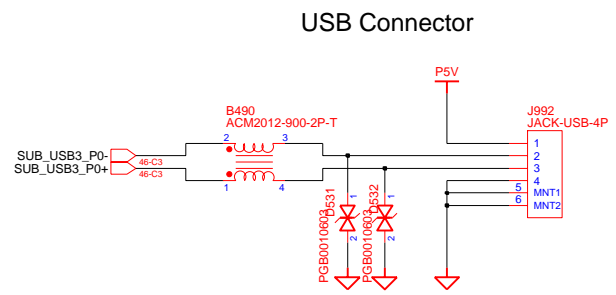 USB Connector
P5V
B490
ACM2012-900-2P-T
J992
JACK-USB-4P
2
3
1
SUB_USB3_P0-
46-C3
2
SUB_USB3_P0+
46-C3
3
1
4
4
5
MNT1
6
MNT2
D531
PGB0010603
1
2
D532
PGB0010603
1
2